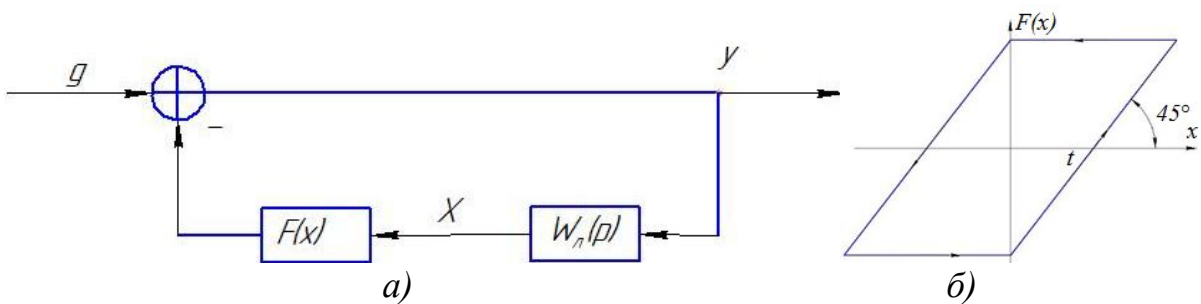 g
y
–
F(x)
X
Wл(p)
a)
F(x)
45°
x
t
б)